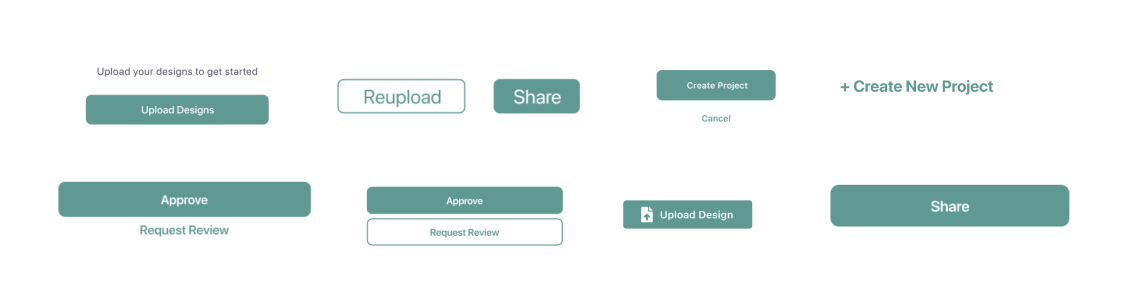 Upload your designs to get started
Upload Designs
Reupload
Share
Create Project
Cancel
+ Create New Project
Approve
Request Review
Approve
Request Review
Upload Design
Share